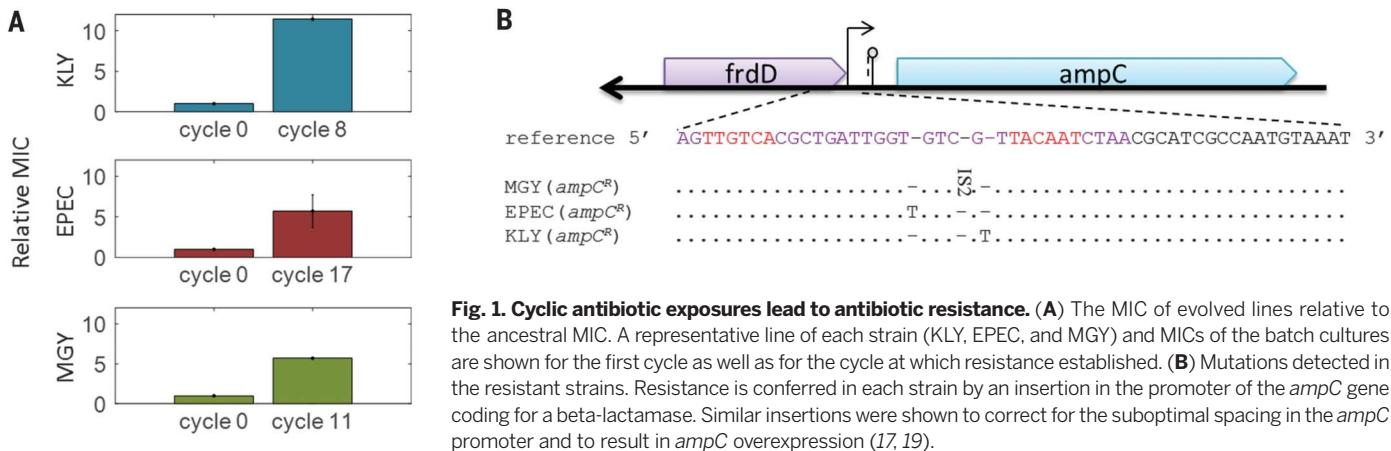 A
10
5
0
KLY
cycle 0 cycle 8
10
5
0
EPEC
cycle 0 cycle 17
10
5
0
MGY
cycle 0 cycle 11
Relative MIC
B
frdD ampC
reference 5’ AGTTGTCACGCTGATTGGT-GTC-G-TTACAATCTAACGCATCGCCAATGTAAAT 3’
MGY(ampCᴿ) ...................-...IS2.-............................
EPEC(ampCᴿ) ...................T...-.-............................
KLY(ampCᴿ) ...................-...-.T............................
Fig. 1. Cyclic antibiotic exposures lead to antibiotic resistance. (A) The MIC of evolved lines relative to
the ancestral MIC. A representative line of each strain (KLY, EPEC, and MGY) and MICs of the batch cultures
are shown for the first cycle as well as for the cycle at which resistance established. (B) Mutations detected in
the resistant strains. Resistance is conferred in each strain by an insertion in the promoter of the ampC gene
coding for a beta-lactamase. Similar insertions were shown to correct for the suboptimal spacing in the ampC
promoter and to result in ampC overexpression (17, 19).